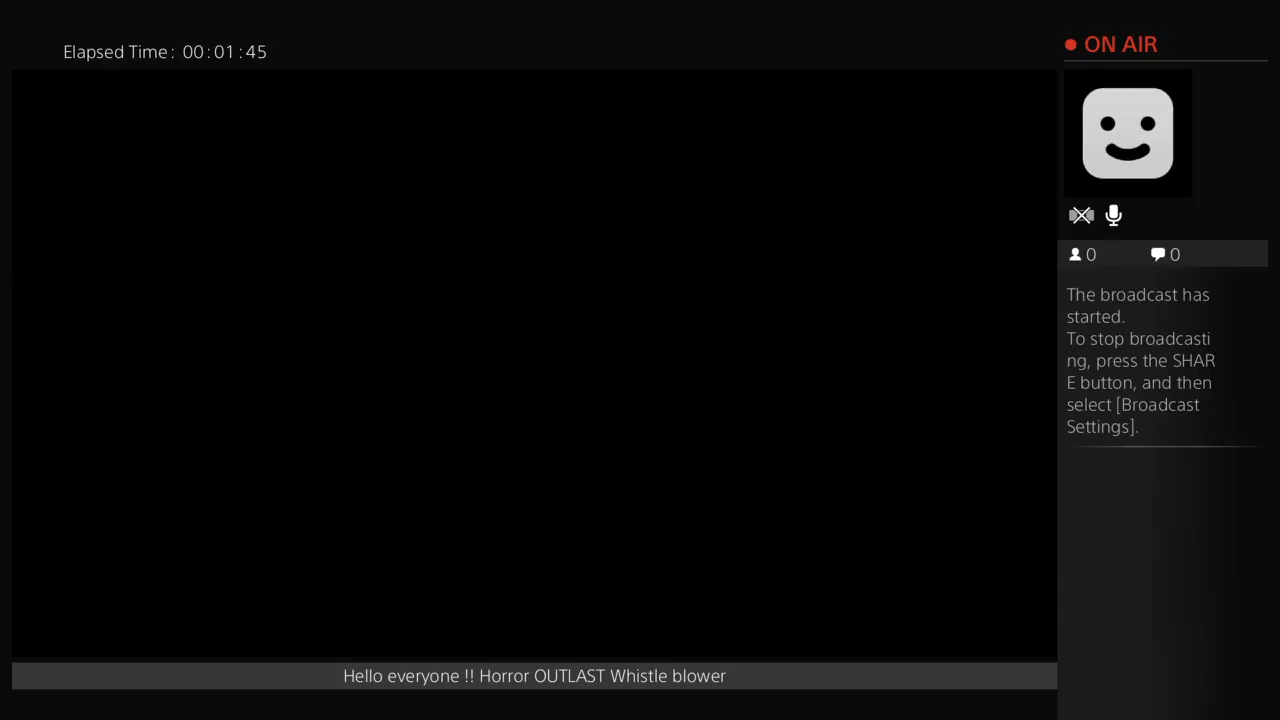 Elapsed Time: 00:01:45
ON AIR
0 0
The broadcast has
started.
To stop broadcasti
ng, press the SHAR
E button, and then
select [Broadcast
Settings].
Hello everyone !! Horror OUTLAST Whistle blower